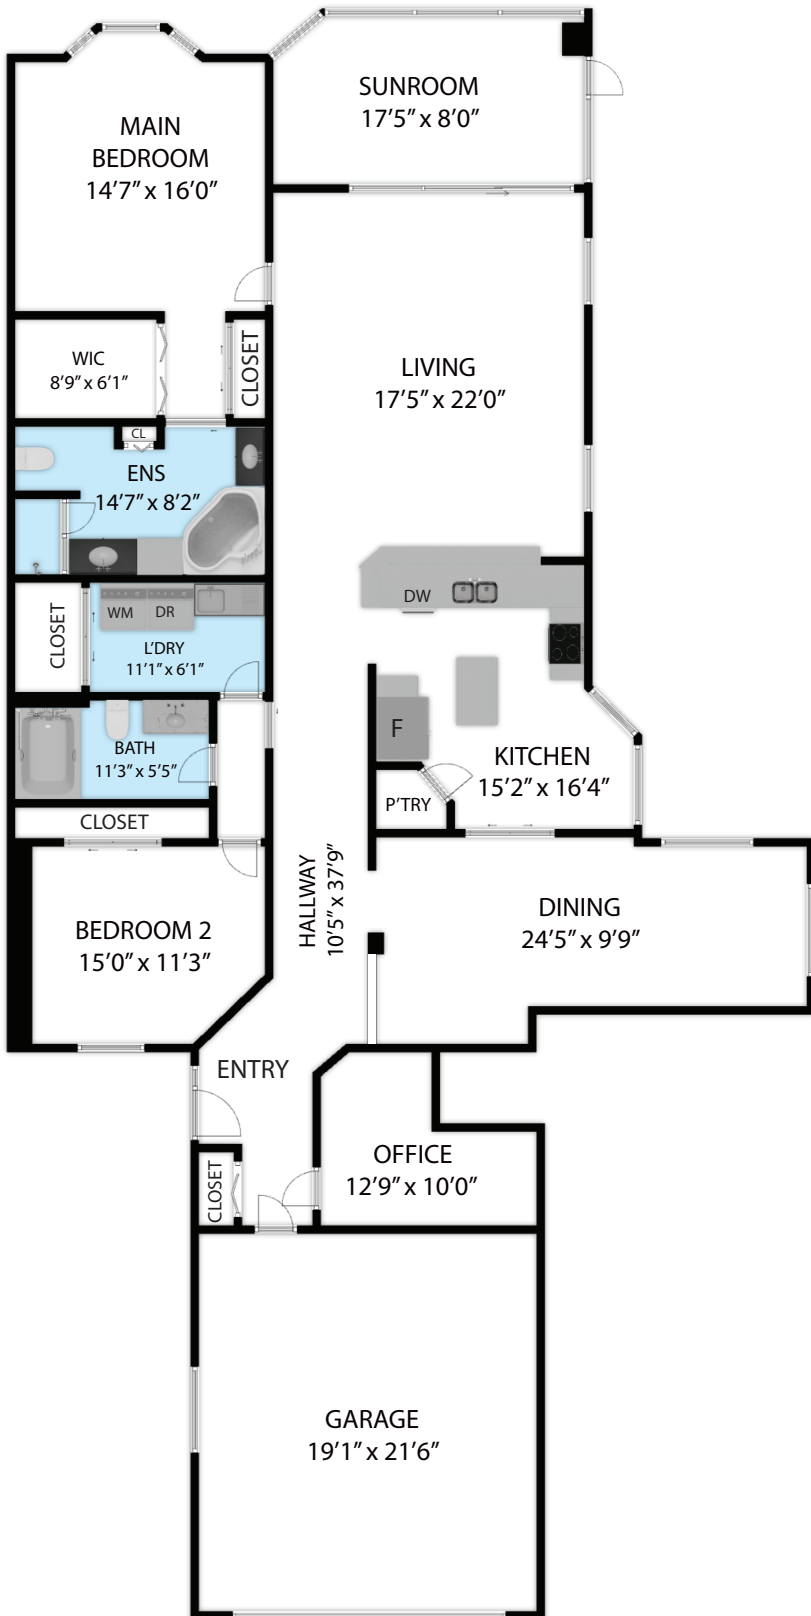 SUNROOM
17'5" x 8'0"
MAIN
BEDROOM
14'7" x 16'0"
LIVING
17'5" x 22'0"
WIC
8'9" x 6'1"
CLOSET
CL
ENS
14'7" x 8'2"
CLOSET
WM
DR
L'DRY
11'1" x 6'1"
DW
F
KITCHEN
15'2" x 16'4"
P'TRY
BATH
11'3" x 5'5"
CLOSET
BEDROOM 2
15'0" x 11'3"
HALLWAY
10'5" x 37'9"
DINING
24'5" x 9'9"
ENTRY
OFFICE
12'9" x 10'0"
CLOSET
GARAGE
19'1" x 21'6"